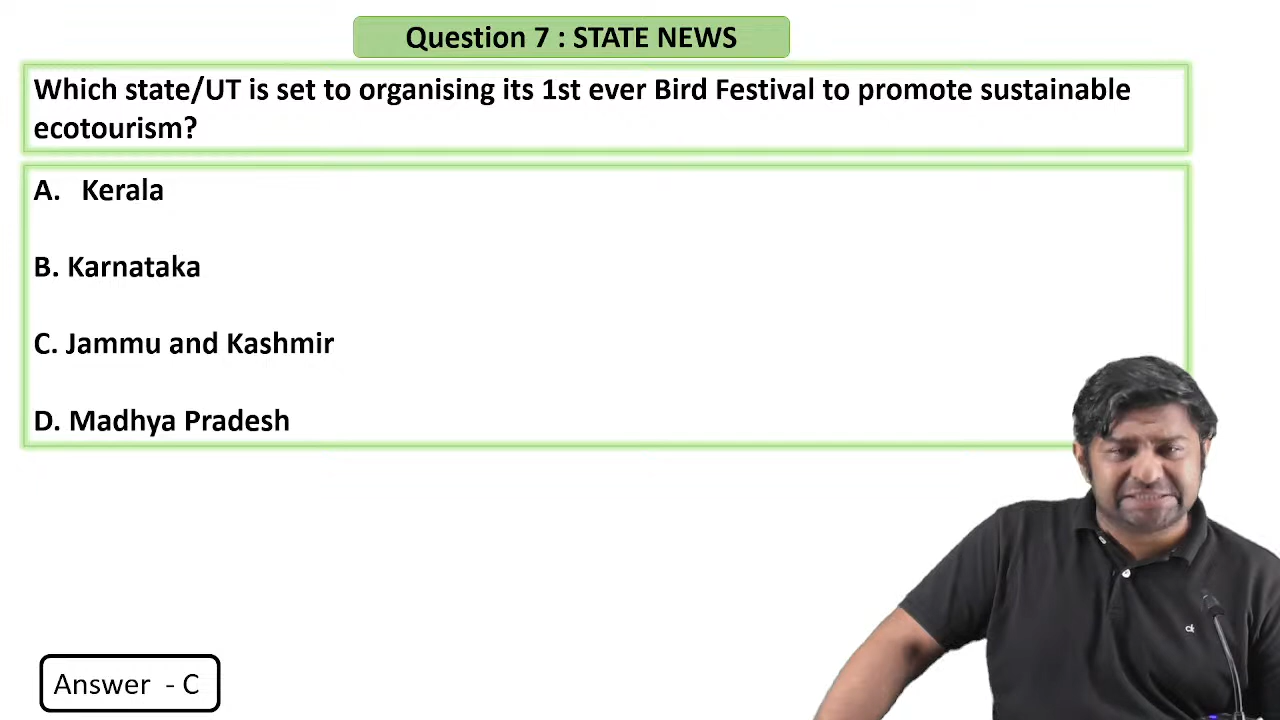 Question 7 : STATE NEWS
Which state/UT is set to organising its 1st ever Bird Festival to promote sustainable
ecotourism?
A. Kerala
B. Karnataka
C. Jammu and Kashmir
D. Madhya Pradesh
Answer - C